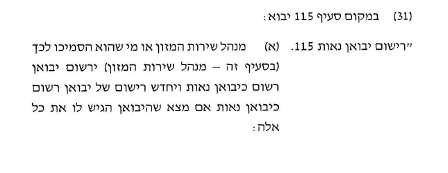 (31) במקום סעיף 115 יבוא:
"רישום יבואן נאות 115. (א) מנהל שירות המזון או מי שהוא הסמיכו לכך
(בסעיף זה – מנהל שירות המזון) ירשום יבואן
רשום כיבואן נאות ויחדש רישום של יבואן רשום
כיבואן נאות אם מצא שהיבואן הגיש לו את כל
אלה: